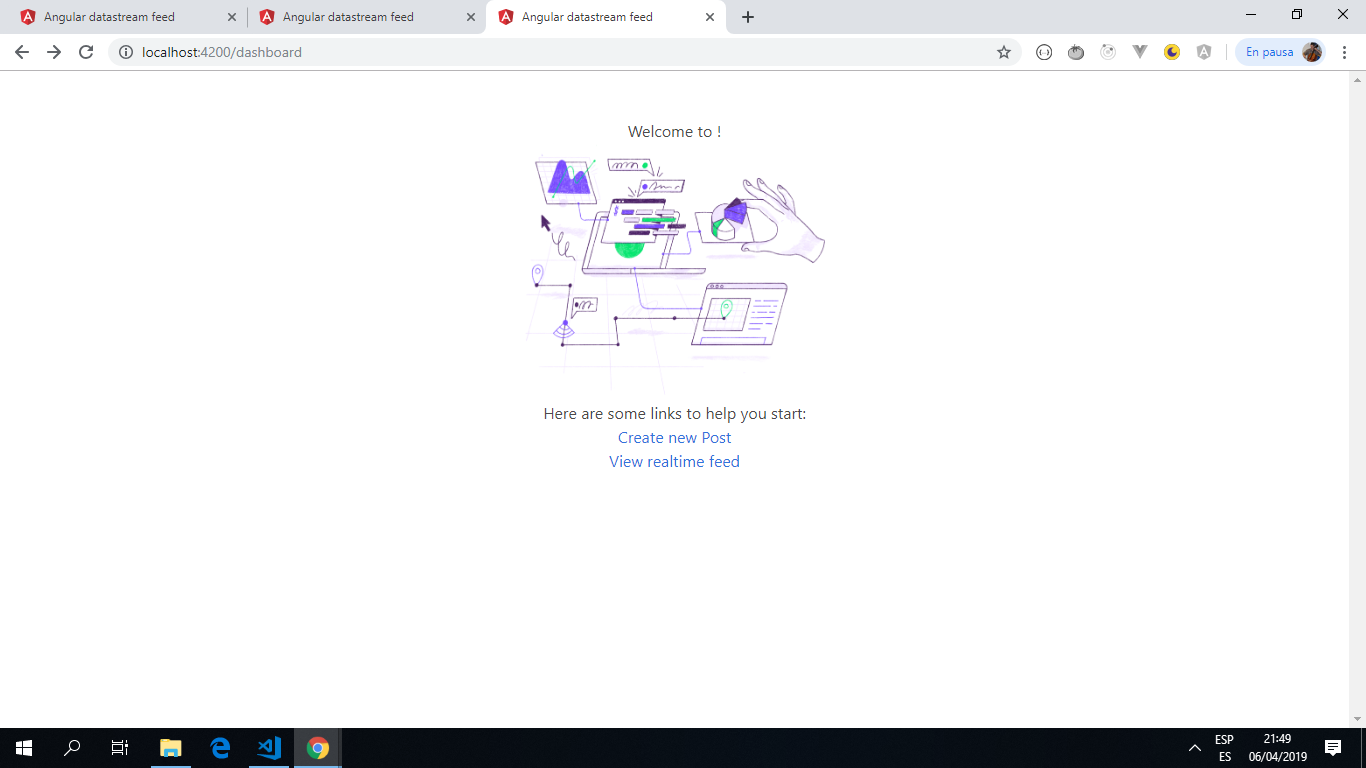 Angular datastream feed
Angular datastream feed
Angular datastream feed
localhost:4200/dashboard
En pausa
Welcome to !
Here are some links to help you start:
Create new Post
View realtime feed
ESP
ES
21:49
06/04/2019